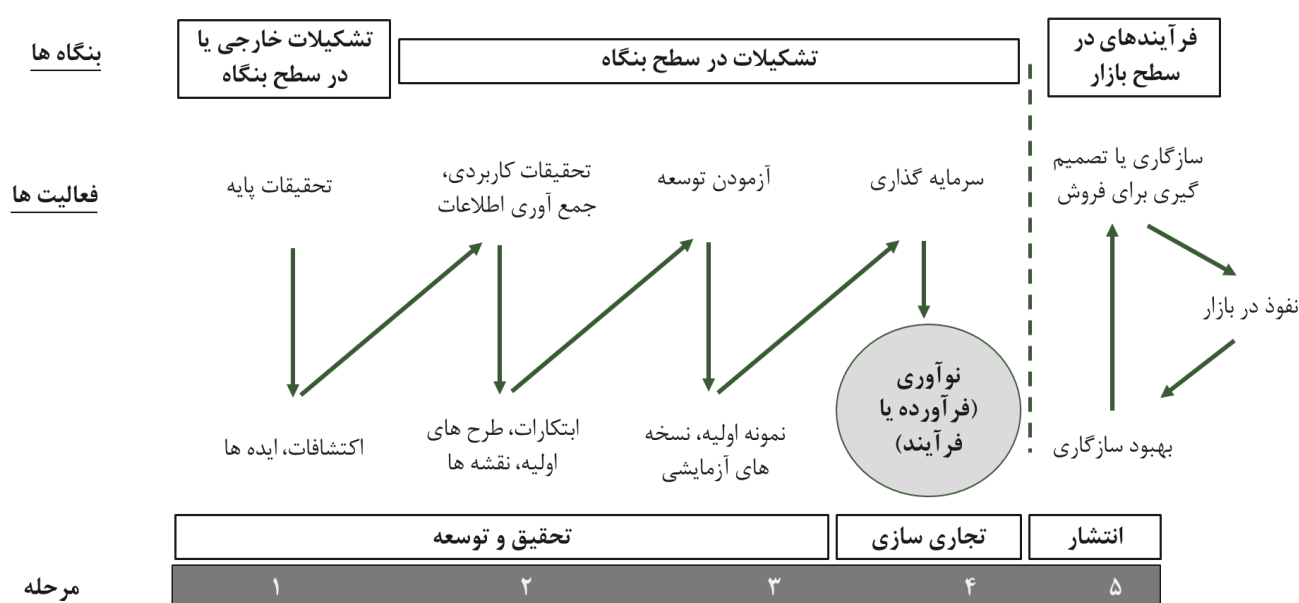 بنگاه ها
تشکیلات خارجی یا
در سطح بنگاه
تشکیلات در سطح بنگاه
فرآیندهای در
سطح بازار
فعالیت ها
تحقیقات پایه
تحقیقات کاربردی،
جمع آوری اطلاعات
آزمودن توسعه
سرمایه گذاری
سازگاری یا تصمیم
گیری برای فروش
نفوذ در بازار
اکتشافات، ایده ها
ابتکارات، طرح های
اولیه، نقشه ها
نمونه اولیه، نسخه
های آزمایشی
نوآوری
(فرآورده یا
فرآیند)
بهبود سازگاری
تحقیق و توسعه
تجاری سازی
انتشار
مرحله
۱
۲
۳
۴
۵